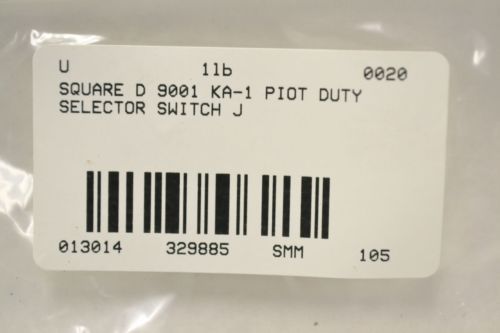 U 1lb 0020
SQUARE D 9001 KA-1 PIOT DUTY
SELECTOR SWITCH J
013014 329885 SMM 105